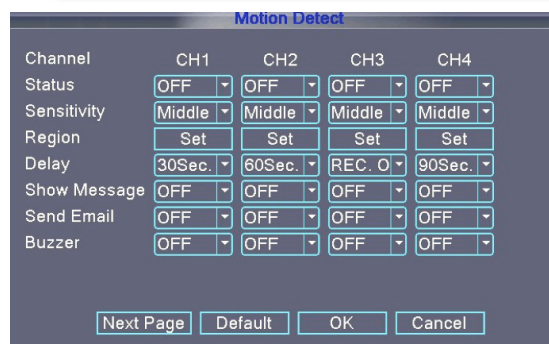 Motion Detect
Channel CH1 CH2 CH3 CH4
Status OFF OFF OFF OFF
Sensitivity Middle Middle Middle Middle
Region Set Set Set Set
Delay 30Sec. 60Sec. REC. O 90Sec.
Show Message OFF OFF OFF OFF
Send Email OFF OFF OFF OFF
Buzzer OFF OFF OFF OFF
Next Page Default OK Cancel